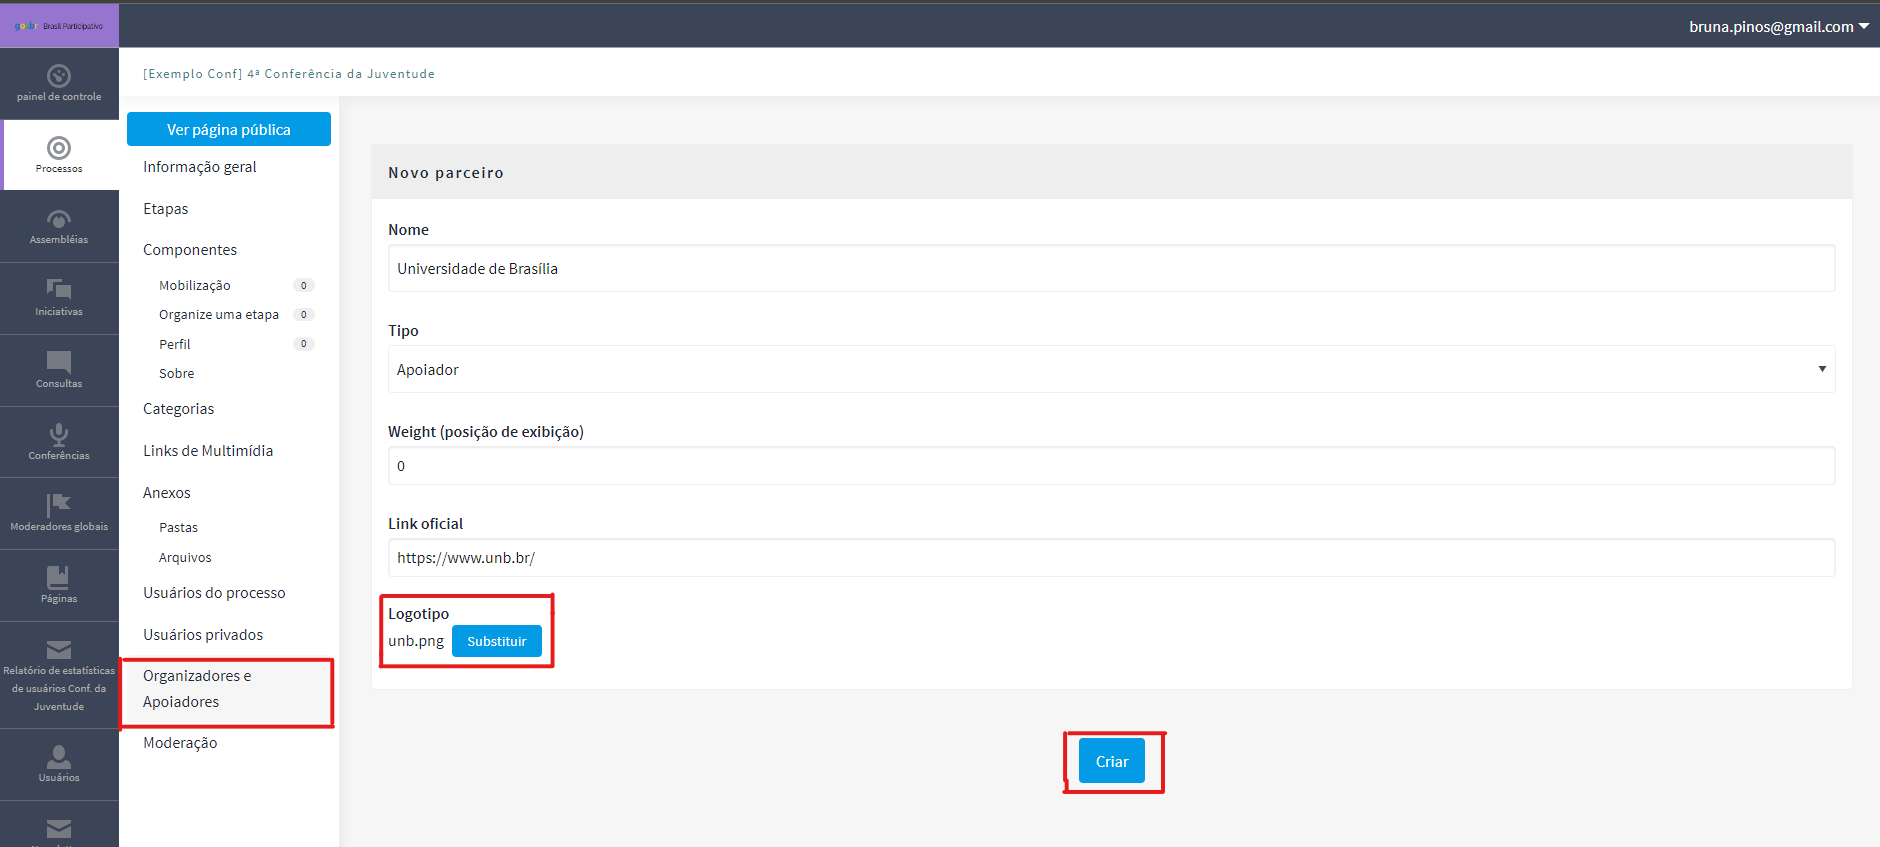 gov.br Brasil Participativo
bruna.pinos@gmail.com
painel de controle
Processos
Assembléias
Iniciativas
Consultas
Conferências
Moderadores globais
Páginas
Relatório de estatísticas
de usuários Conf. da
Juventude
Usuários
[Exemplo Conf] 4ª Conferência da Juventude
Ver página pública
Informação geral
Etapas
Componentes
Mobilização 0
Organize uma etapa 0
Perfil 0
Sobre
Categorias
Links de Multimídia
Anexos
Pastas
Arquivos
Usuários do processo
Usuários privados
Organizadores e
Apoiadores
Moderação
Novo parceiro
Nome
Universidade de Brasília
Tipo
Apoiador
Weight (posição de exibição)
0
Link oficial
https://www.unb.br/
Logotipo
unb.png Substituir
Criar